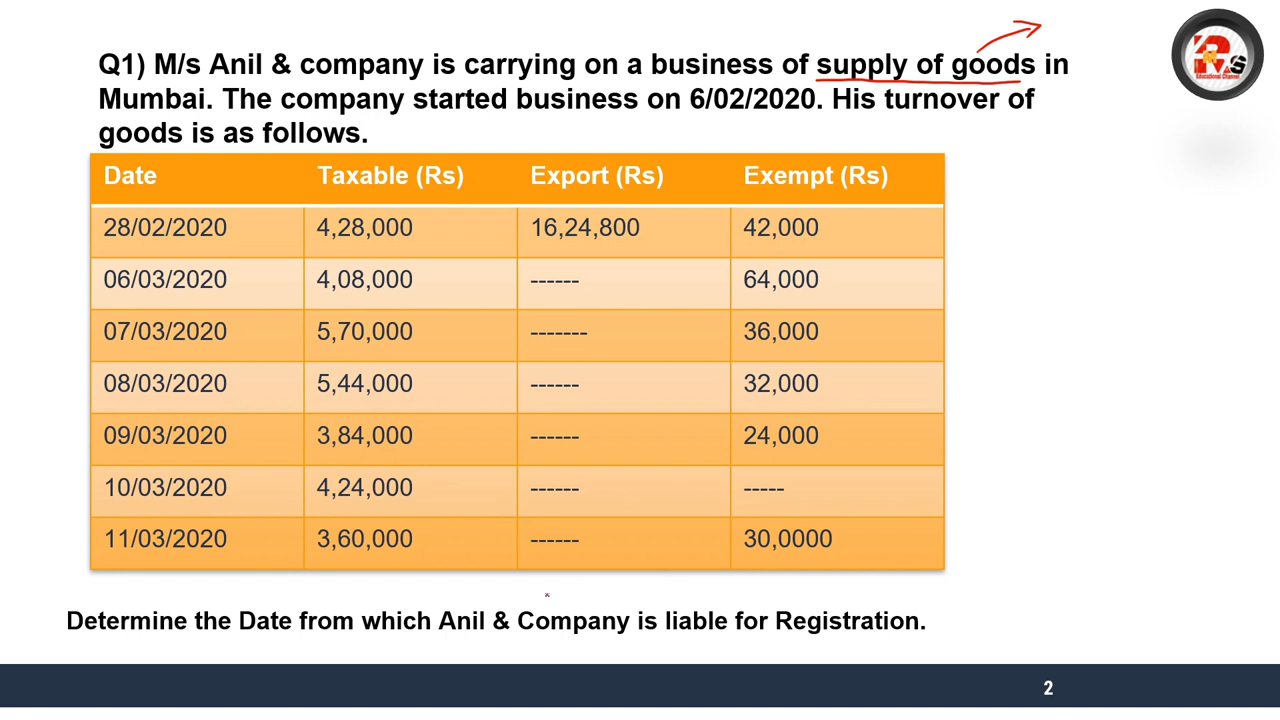 Q1) M/s Anil & company is carrying on a business of supply of goods in
Mumbai. The company started business on 6/02/2020. His turnover of
goods is as follows.
Date Taxable (Rs) Export (Rs) Exempt (Rs)
28/02/2020 4,28,000 16,24,800 42,000
06/03/2020 4,08,000 ------ 64,000
07/03/2020 5,70,000 ------- 36,000
08/03/2020 5,44,000 ------ 32,000
09/03/2020 3,84,000 ------ 24,000
10/03/2020 4,24,000 ------ -----
11/03/2020 3,60,000 ------ 30,0000
Determine the Date from which Anil & Company is liable for Registration.
2
Educational Channel